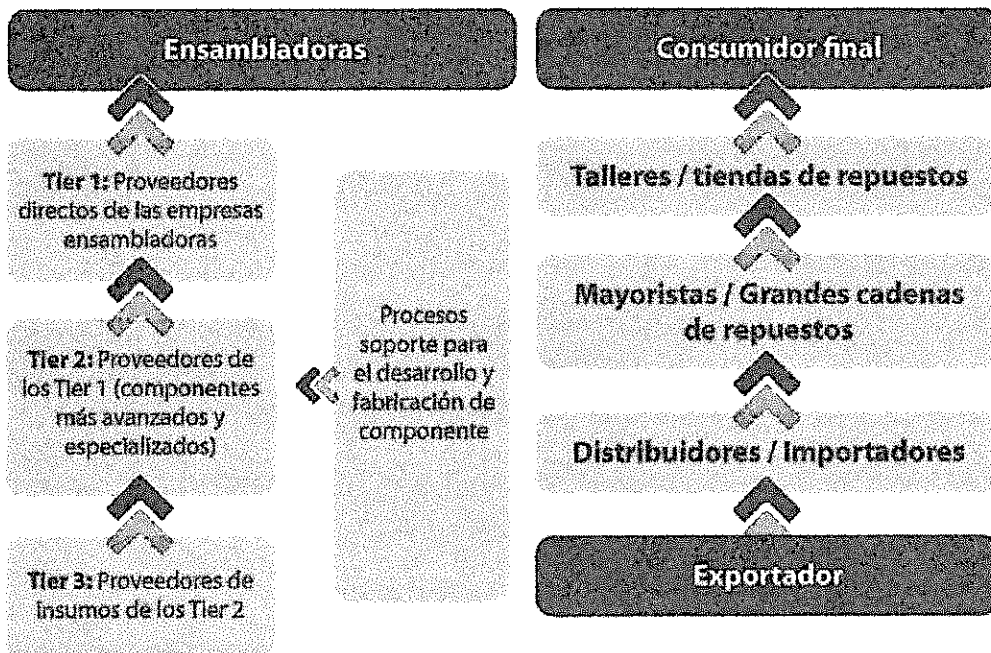 Ensambladoras
Tier 1: Proveedores
directos de las empresas
ensambladoras
Tier 2: Proveedores de
los Tier 1 (componentes
más avanzados y
especializados)
Tier 3: Proveedores de
insumos de los Tier 2
Procesos
soporte para
el desarrollo y
fabricación de
componente
Consumidor final
Talleres / tiendas de repuestos
Mayoristas / Grandes cadenas
de repuestos
Distribuidores / Importadores
Exportador